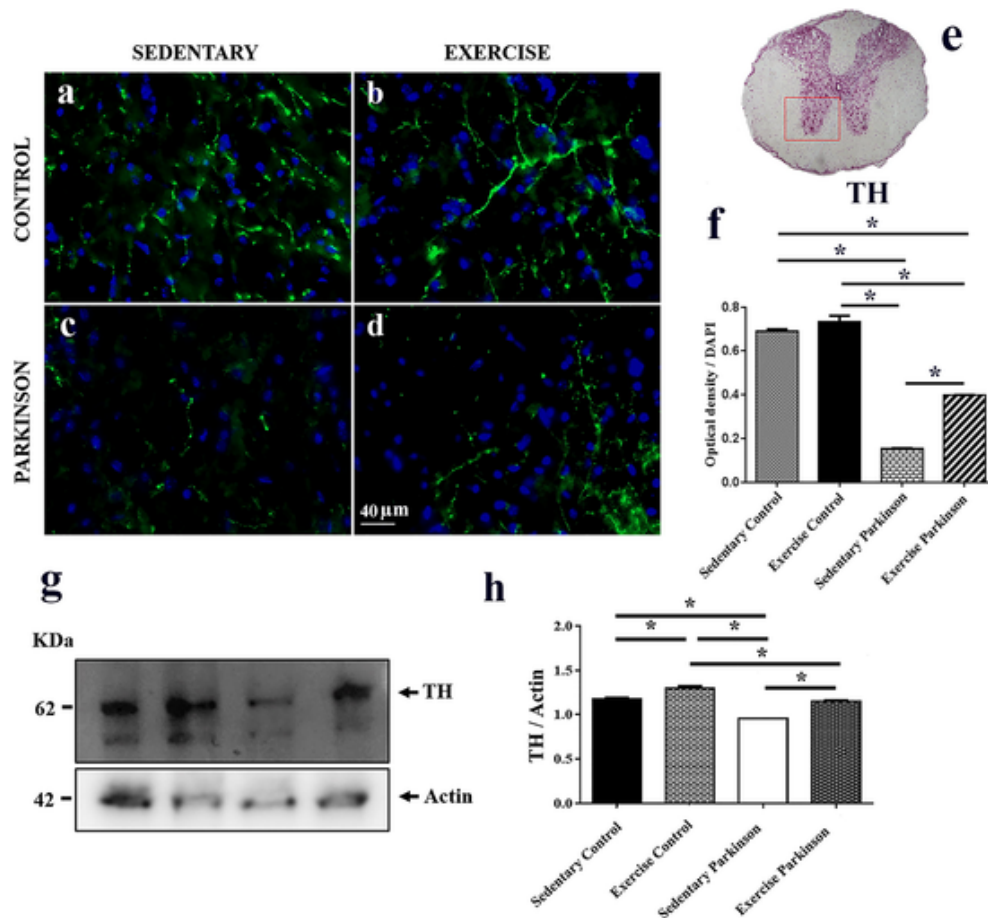 SEDENTARY EXERCISE
CONTROL
PARKINSON
a
b
c
d
40 μm
e
TH
f
*
*
*
*
*
Optical density / DAPI
0.8
0.6
0.4
0.2
0.0
Sedentary Control
Exercise Control
Sedentary Parkinson
Exercise Parkinson
g
KDa
62
TH
42
Actin
h
*
* *
*
*
TH / Actin
2.0
1.5
1.0
0.5
0.0
Sedentary Control
Exercise Control
Sedentary Parkinson
Exercise Parkinson